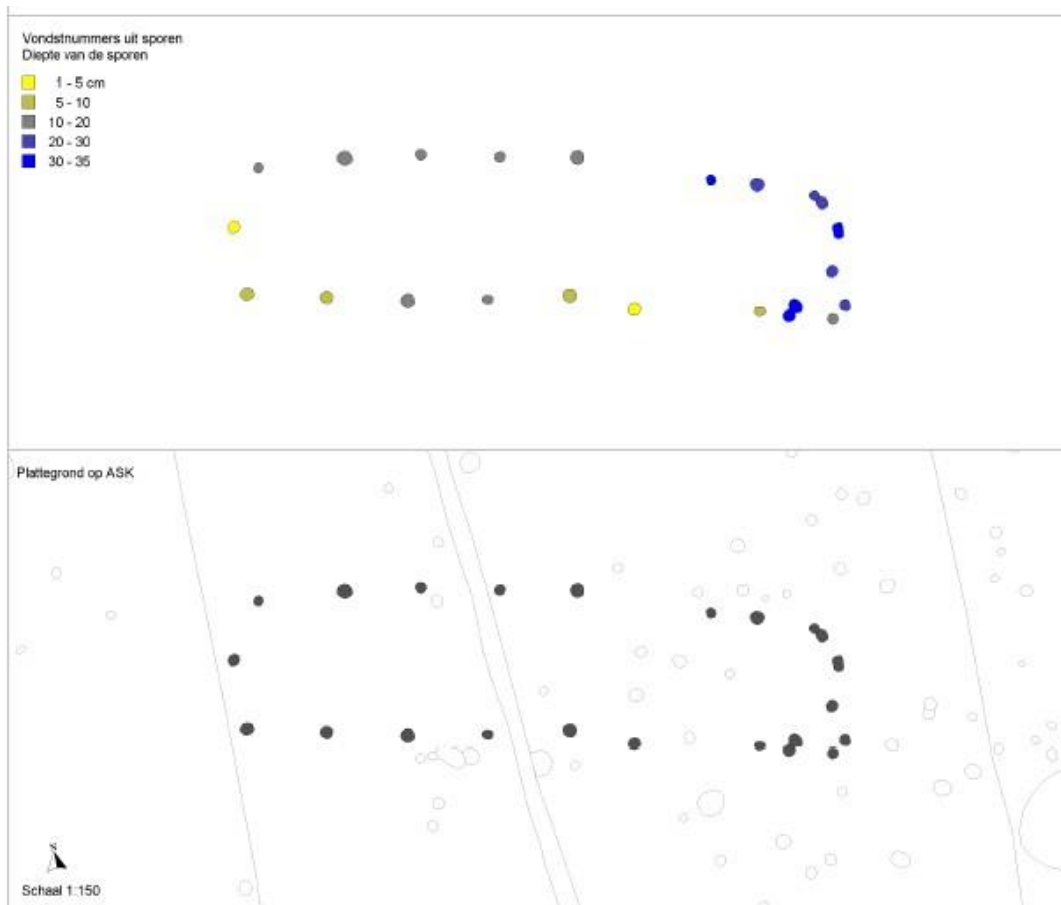 Vondstnummers uit sporen
Diepte van de sporen
1 - 5 cm
5 - 10
10 - 20
20 - 30
30 - 35
Plattegrond op ASK
N
Schaal 1:150